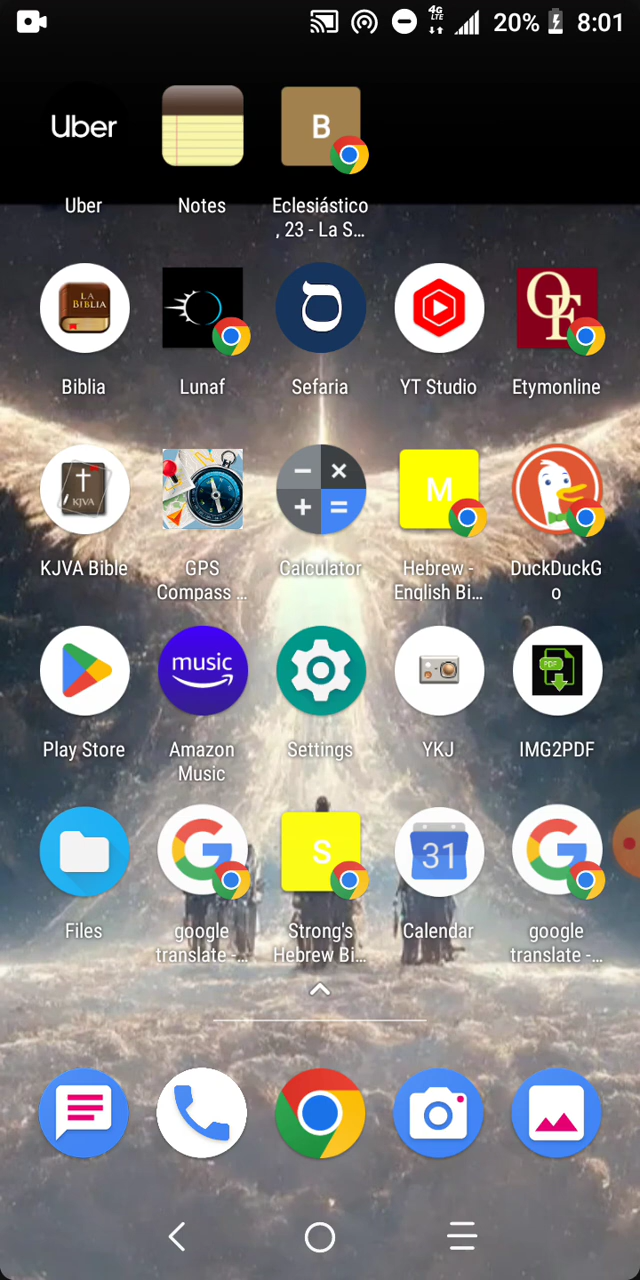 4G
LTE
20%
8:01
Uber
B
Uber
Notes
Eclesiástico
, 23 - La S...
LA
BIBLIA
ס
OE
Biblia
Lunaf
Sefaria
YT Studio
Etymonline
KJVA
M
KJVA Bible
GPS
Compass ...
Calculator
Hebrew -
English Bi...
DuckDuckG
o
music
PDF
Play Store
Amazon
Music
Settings
YKJ
IMG2PDF
G
S
31
G
Files
google
translate -...
Strong's
Hebrew Bi...
Calendar
google
translate -...